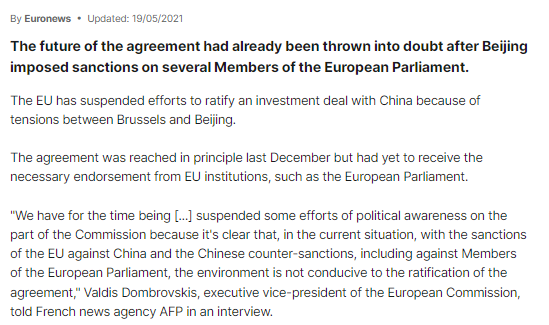 By Euronews • Updated: 19/05/2021
The future of the agreement had already been thrown into doubt after Beijing
imposed sanctions on several Members of the European Parliament.
The EU has suspended efforts to ratify an investment deal with China because of
tensions between Brussels and Beijing.
The agreement was reached in principle last December but had yet to receive the
necessary endorsement from EU institutions, such as the European Parliament.
"We have for the time being [...] suspended some efforts of political awareness on the
part of the Commission because it's clear that, in the current situation, with the sanctions
of the EU against China and the Chinese counter-sanctions, including against Members
of the European Parliament, the environment is not conducive to the ratification of the
agreement," Valdis Dombrovskis, executive vice-president of the European Commission,
told French news agency AFP in an interview.